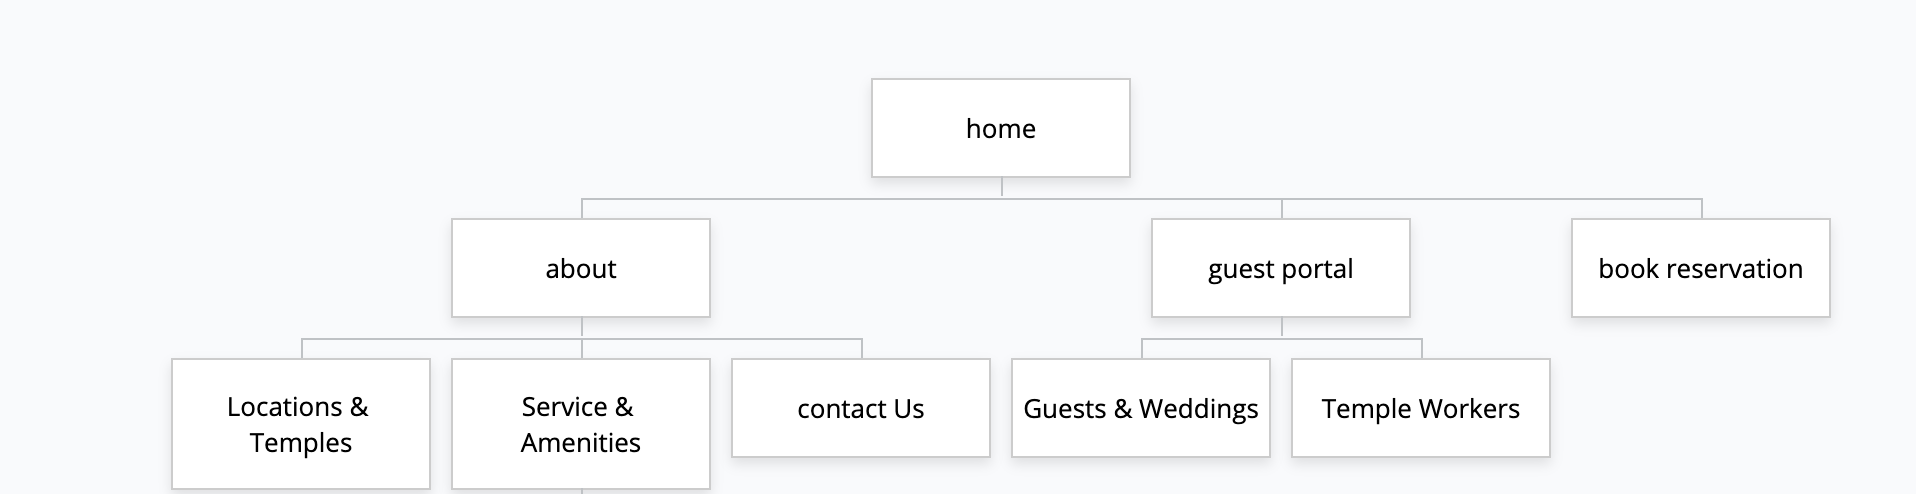 home
about
guest portal
book reservation
Locations &
Temples
Service &
Amenities
contact Us
Guests & Weddings
Temple Workers